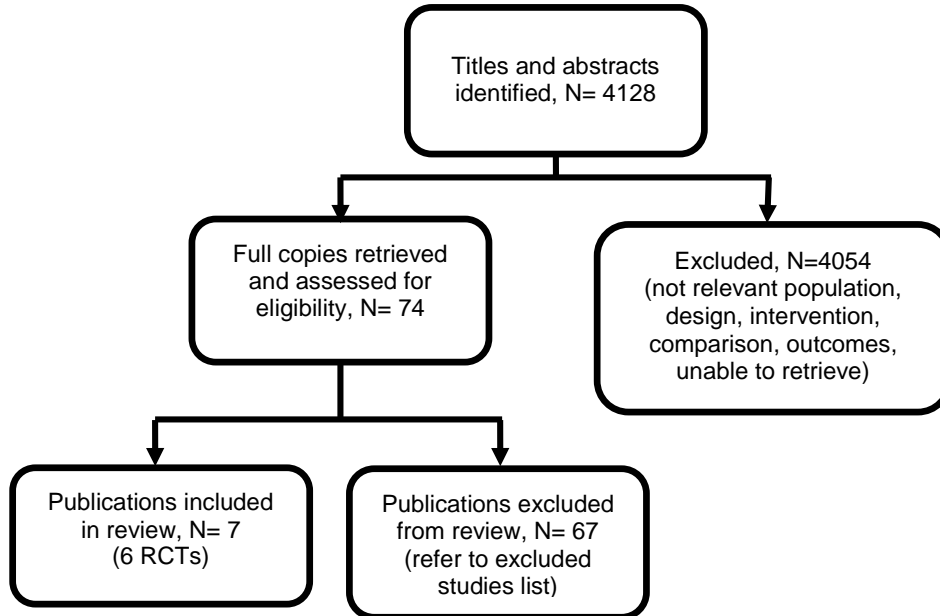 Titles and abstracts
identified, N= 4128
Full copies retrieved
and assessed for
eligibility, N= 74
Excluded, N=4054
(not relevant population,
design, intervention,
comparison, outcomes,
unable to retrieve)
Publications included
in review, N= 7
(6 RCTs)
Publications excluded
from review, N= 67
(refer to excluded
studies list)